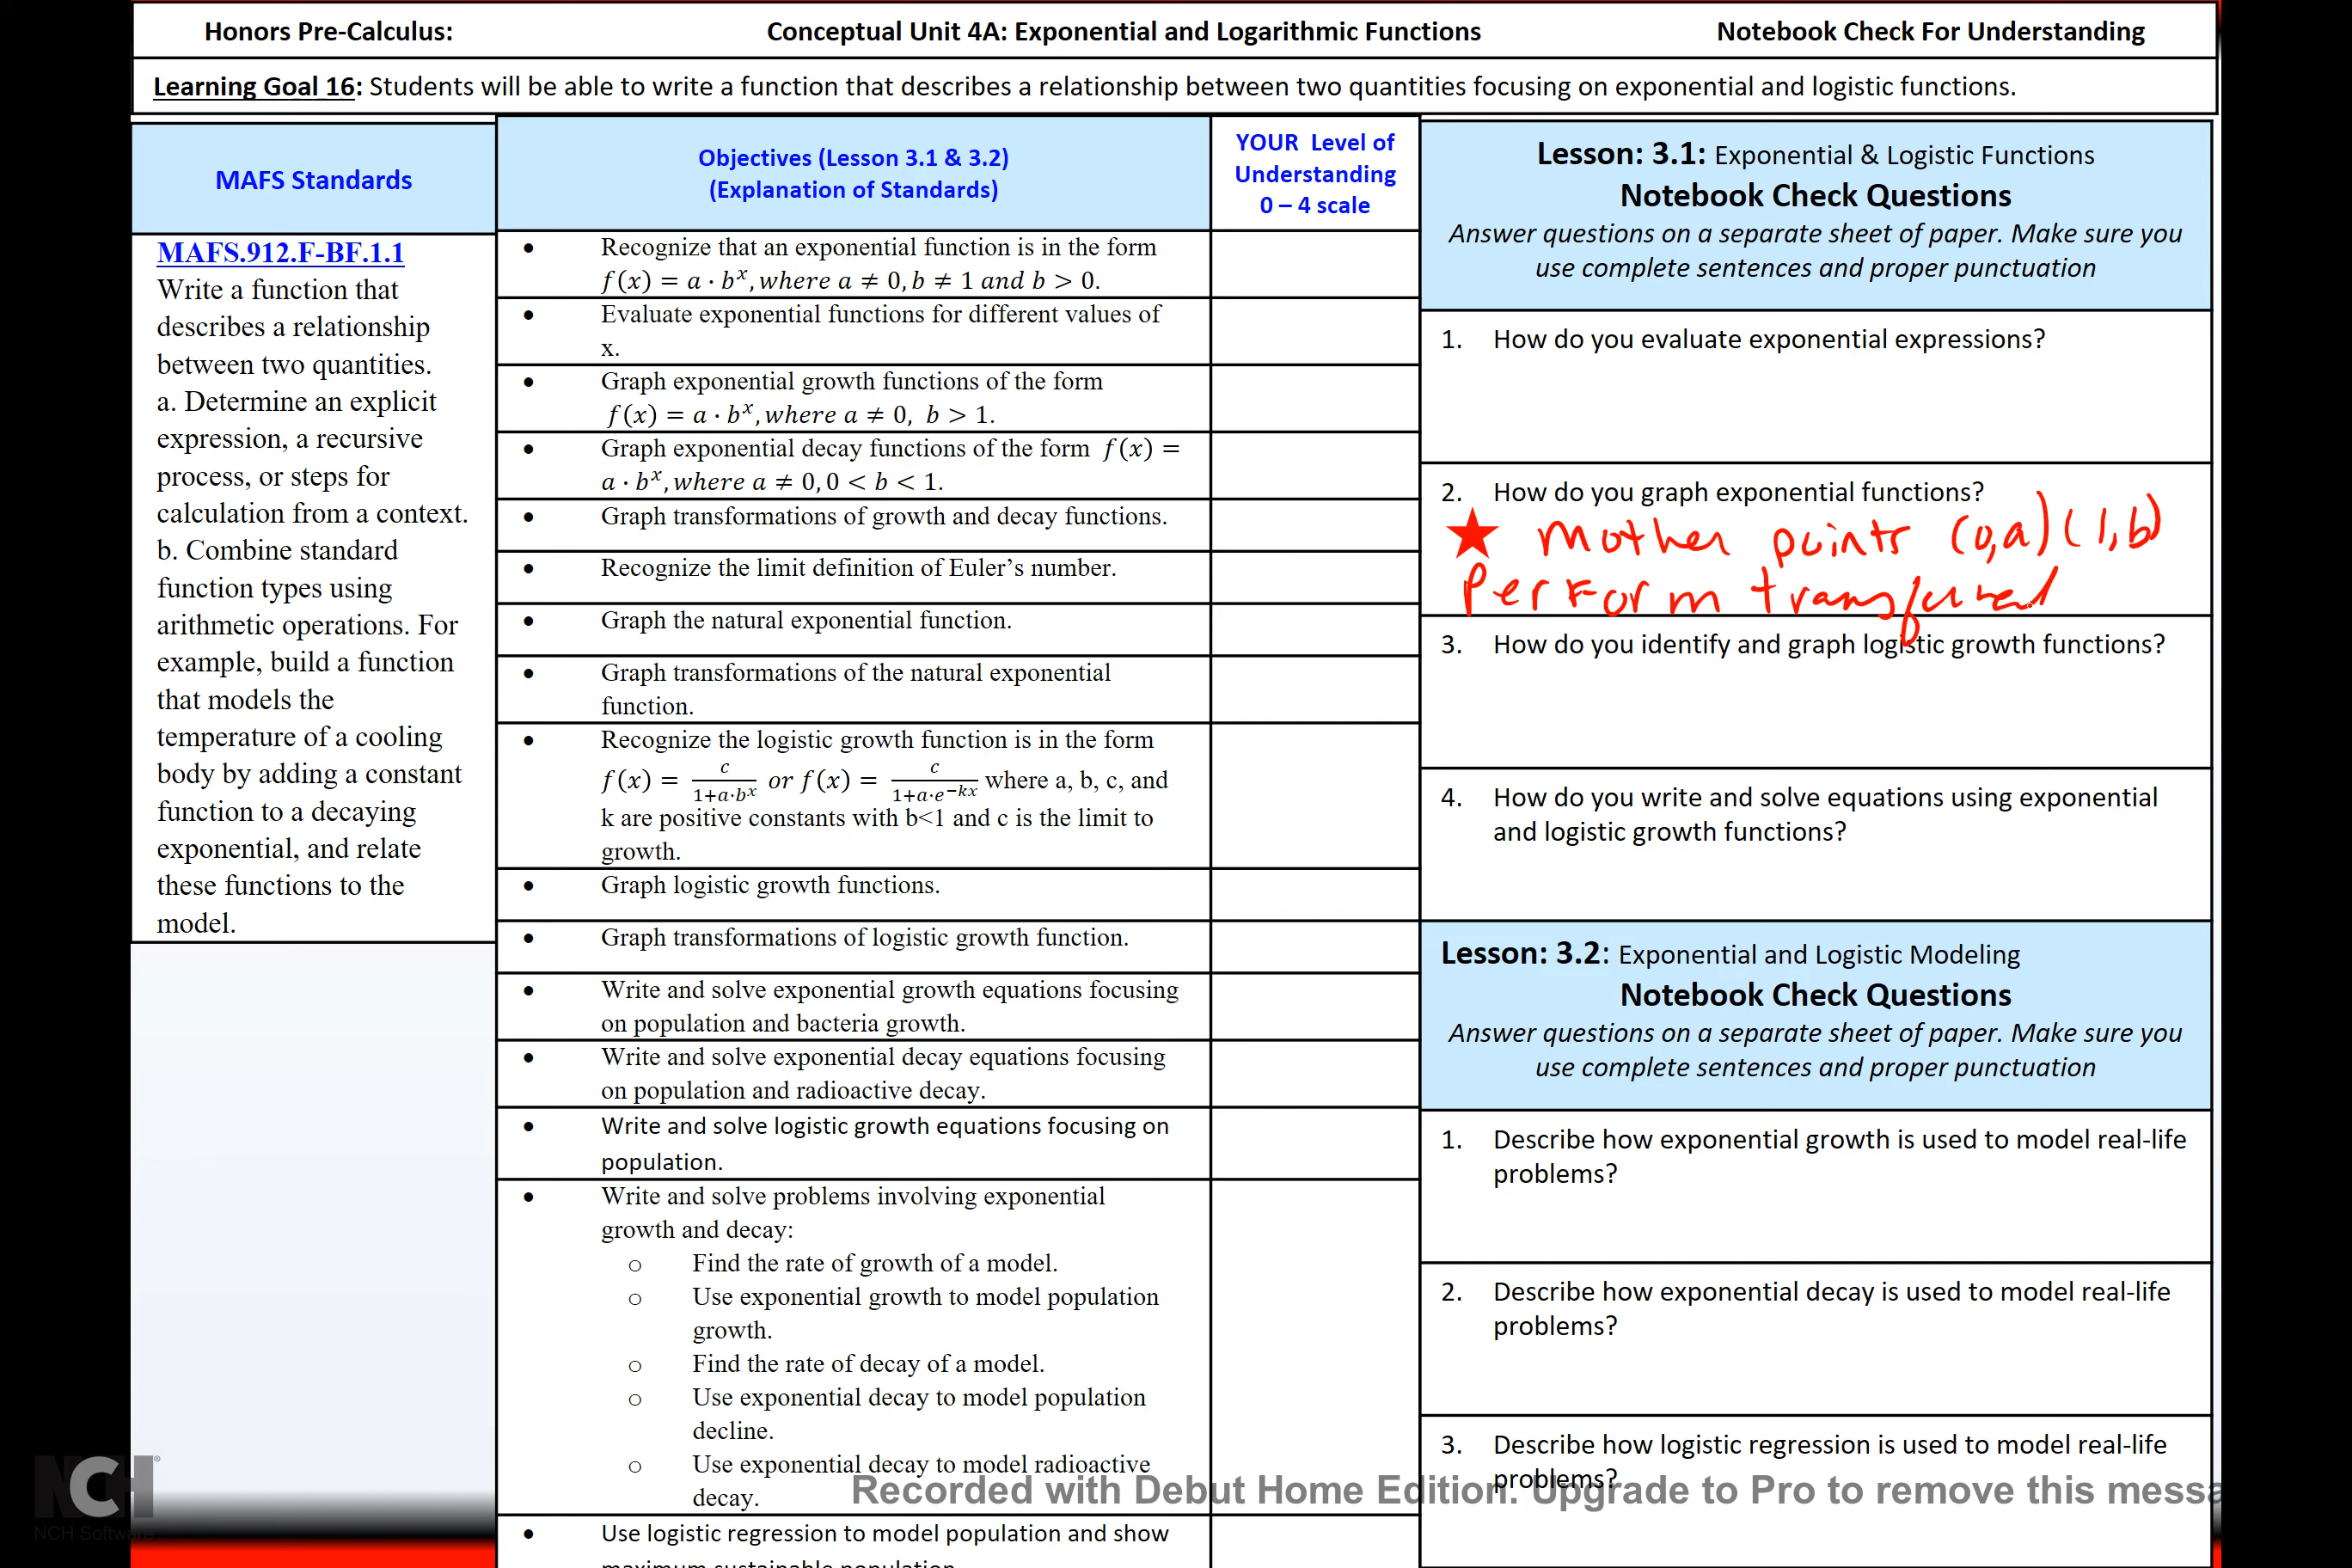 Honors Pre-Calculus: Conceptual Unit 4A: Exponential and Logarithmic Functions Notebook Check For Understanding
Learning Goal 16: Students will be able to write a function that describes a relationship between two quantities focusing on exponential and logistic functions.
MAFS Standards
MAFS.912.F-BF.1.1
Write a function that
describes a relationship
between two quantities.
a. Determine an explicit
expression, a recursive
process, or steps for
calculation from a context.
b. Combine standard
function types using
arithmetic operations. For
example, build a function
that models the
temperature of a cooling
body by adding a constant
function to a decaying
exponential, and relate
these functions to the
model.
Objectives (Lesson 3.1 & 3.2)
(Explanation of Standards)
YOUR Level of
Understanding
0 – 4 scale
• Recognize that an exponential function is in the form
f(x) = a · b^x, where a ≠ 0, b ≠ 1 and b > 0.
• Evaluate exponential functions for different values of
x.
• Graph exponential growth functions of the form
f(x) = a · b^x, where a ≠ 0, b > 1.
• Graph exponential decay functions of the form f(x) =
a · b^x, where a ≠ 0, 0 < b < 1.
• Graph transformations of growth and decay functions.
• Recognize the limit definition of Euler’s number.
• Graph the natural exponential function.
• Graph transformations of the natural exponential
function.
• Recognize the logistic growth function is in the form
f(x) = c/(1+a·b^x) or f(x) = c/(1+a·e^−kx) where a, b, c, and
k are positive constants with b<1 and c is the limit to
growth.
• Graph logistic growth functions.
• Graph transformations of logistic growth function.
• Write and solve exponential growth equations focusing
on population and bacteria growth.
• Write and solve exponential decay equations focusing
on population and radioactive decay.
• Write and solve logistic growth equations focusing on
population.
• Write and solve problems involving exponential
growth and decay:
o Find the rate of growth of a model.
o Use exponential growth to model population
growth.
o Find the rate of decay of a model.
o Use exponential decay to model population
decline.
o Use exponential decay to model radioactive
decay.
• Use logistic regression to model population and show
maximum sustainable population
Lesson: 3.1: Exponential & Logistic Functions
Notebook Check Questions
Answer questions on a separate sheet of paper. Make sure you
use complete sentences and proper punctuation
1. How do you evaluate exponential expressions?
2. How do you graph exponential functions?
★ Mother points (0,a) (1,b)
Perform
3. How do you identify and graph logistic growth functions?
4. How do you write and solve equations using exponential
and logistic growth functions?
Lesson: 3.2: Exponential and Logistic Modeling
Notebook Check Questions
Answer questions on a separate sheet of paper. Make sure you
use complete sentences and proper punctuation
1. Describe how exponential growth is used to model real-life
problems?
2. Describe how exponential decay is used to model real-life
problems?
3. Describe how logistic regression is used to model real-life
problems?
Recorded with Debut Home Edition. Upgrade to Pro to remove this messa
NCH®
NCH Software